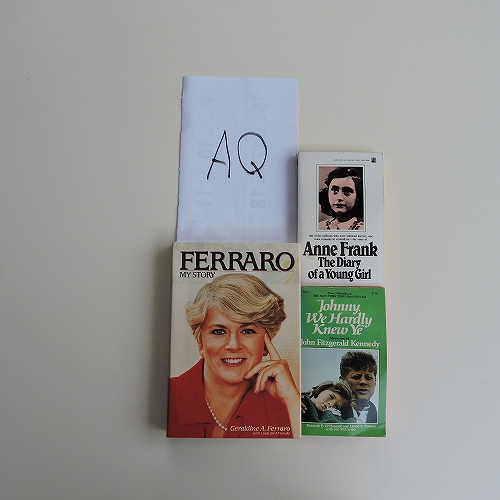 AQ
FERRARO
MY STORY
Geraldine A. Ferraro
Anne Frank
The Diary
of a Young Girl
"Johnny,
We Hardly
Knew Ye"
John Fitzgerald Kennedy